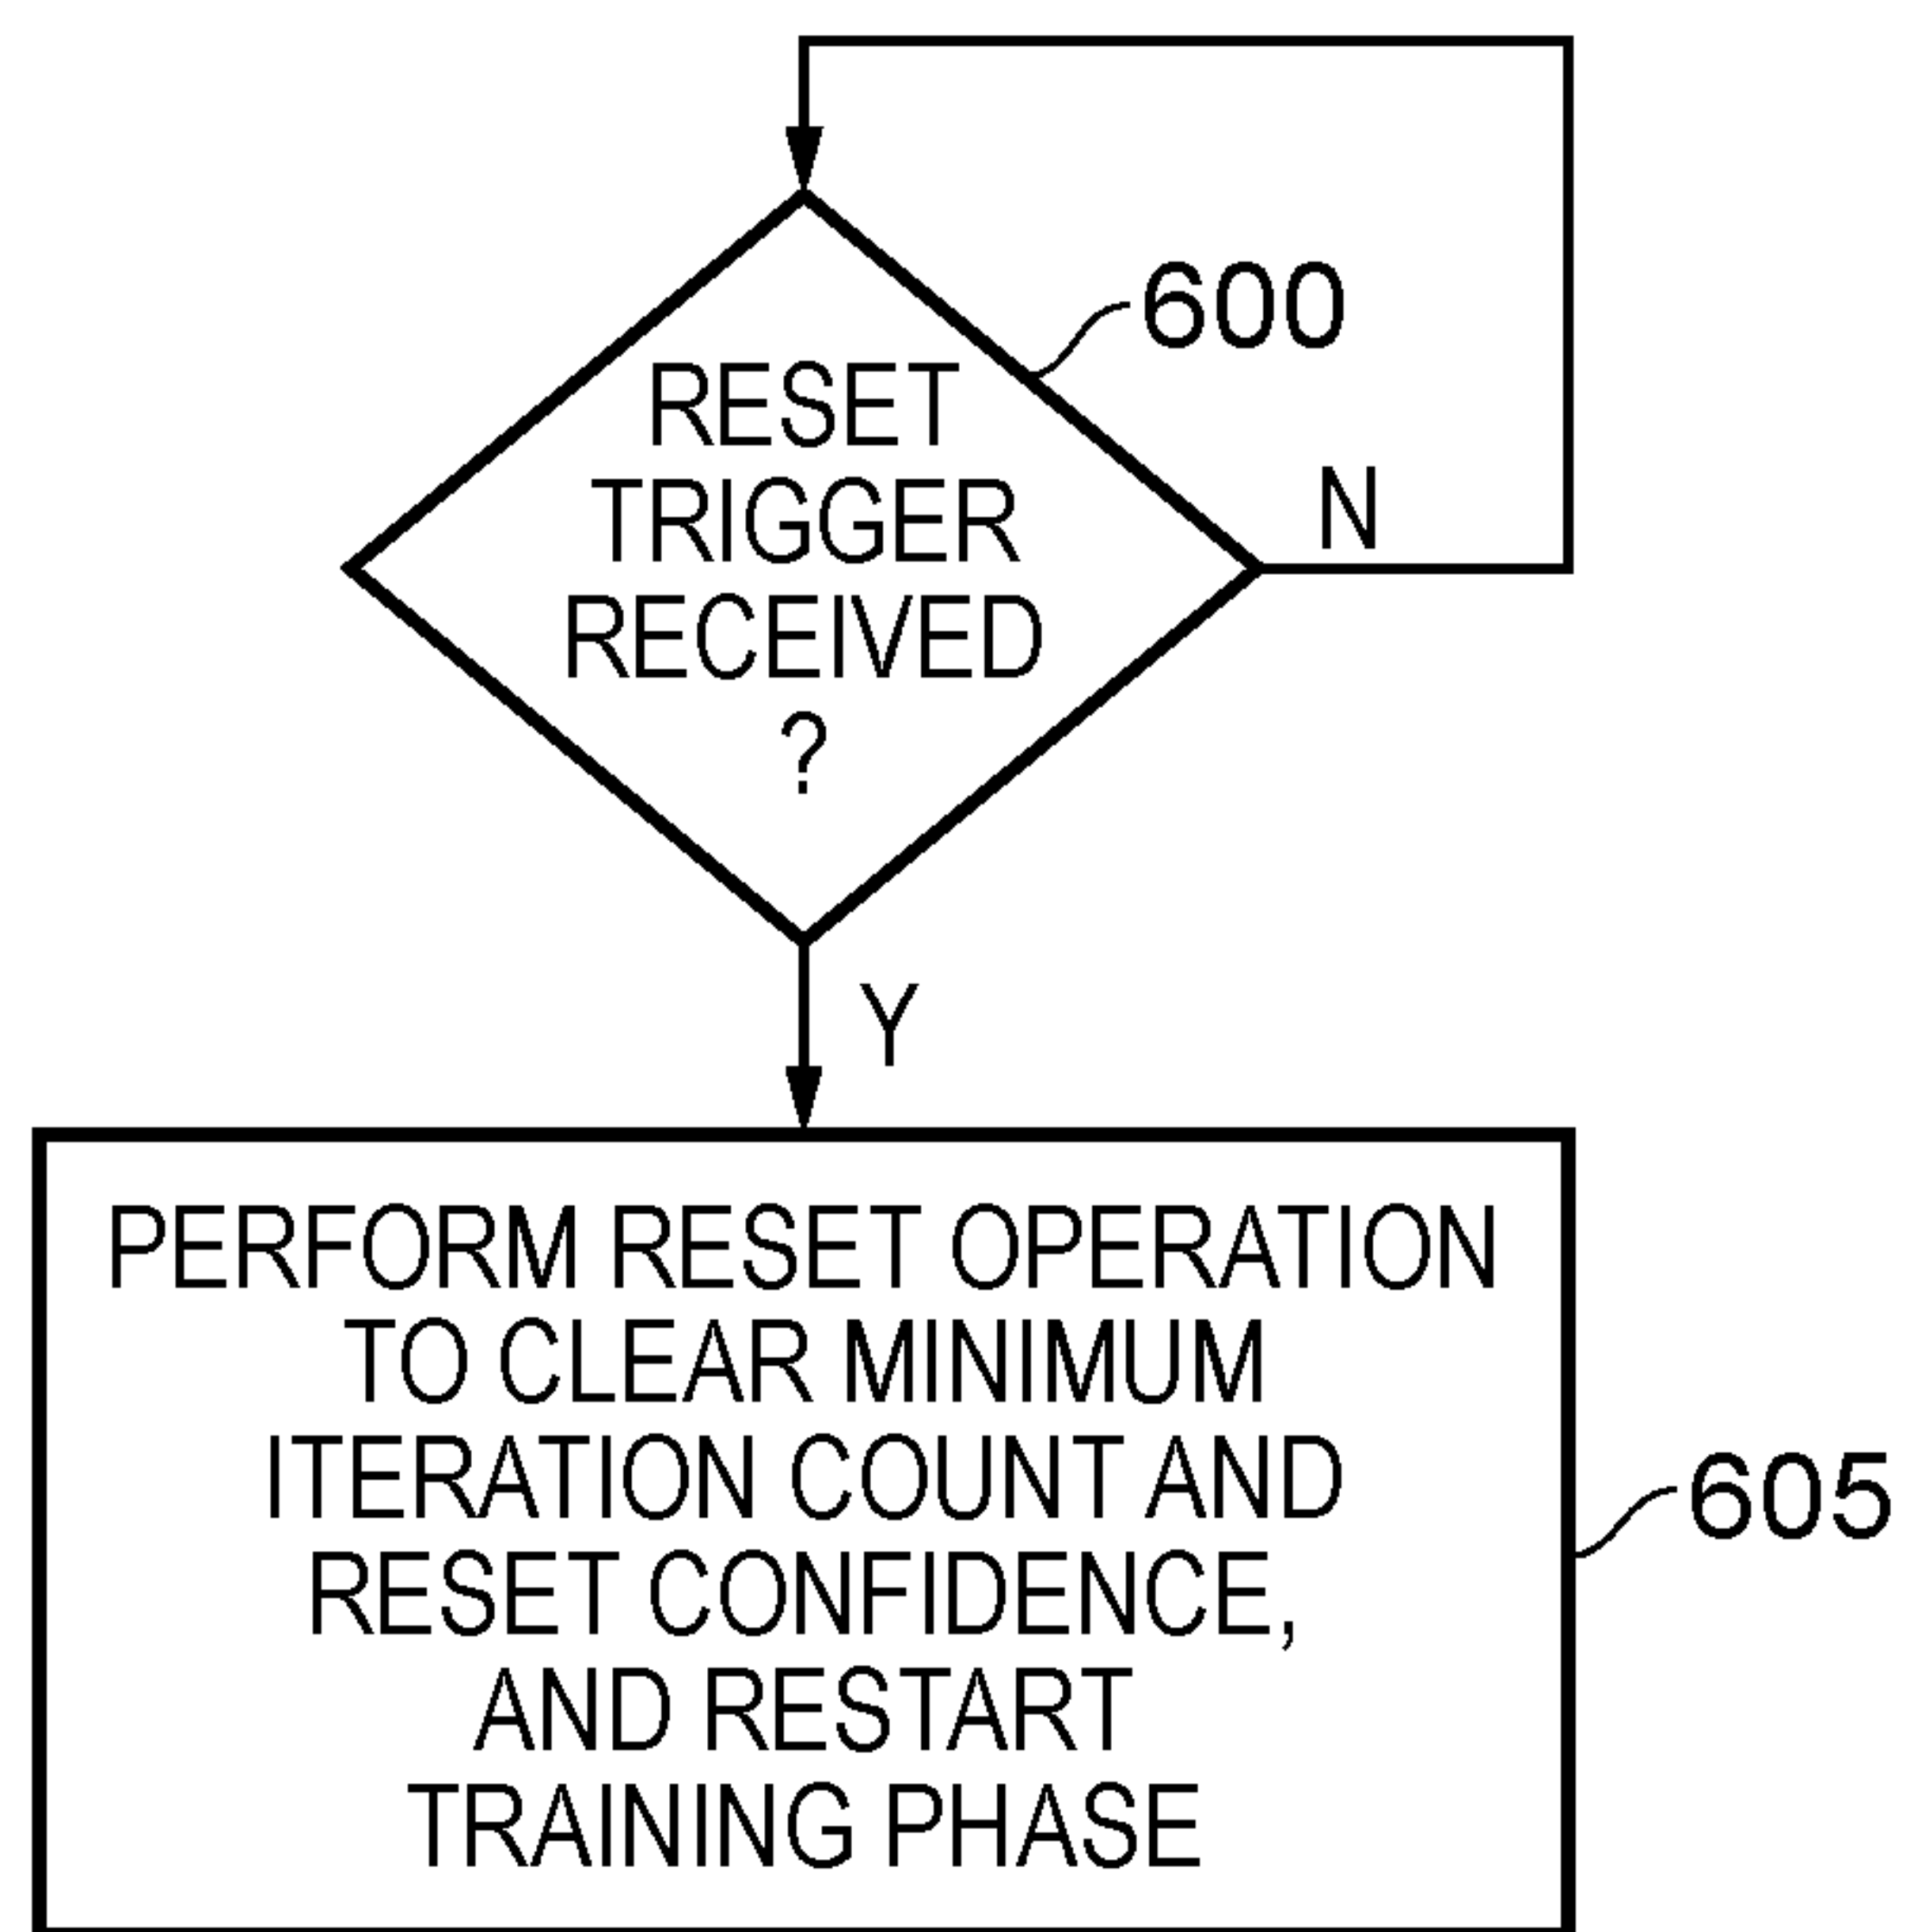 600
RESET
TRIGGER
RECEIVED
?
N
Y
PERFORM RESET OPERATION
TO CLEAR MINIMUM
ITERATION COUNT AND
RESET CONFIDENCE,
AND RESTART
TRAINING PHASE
605